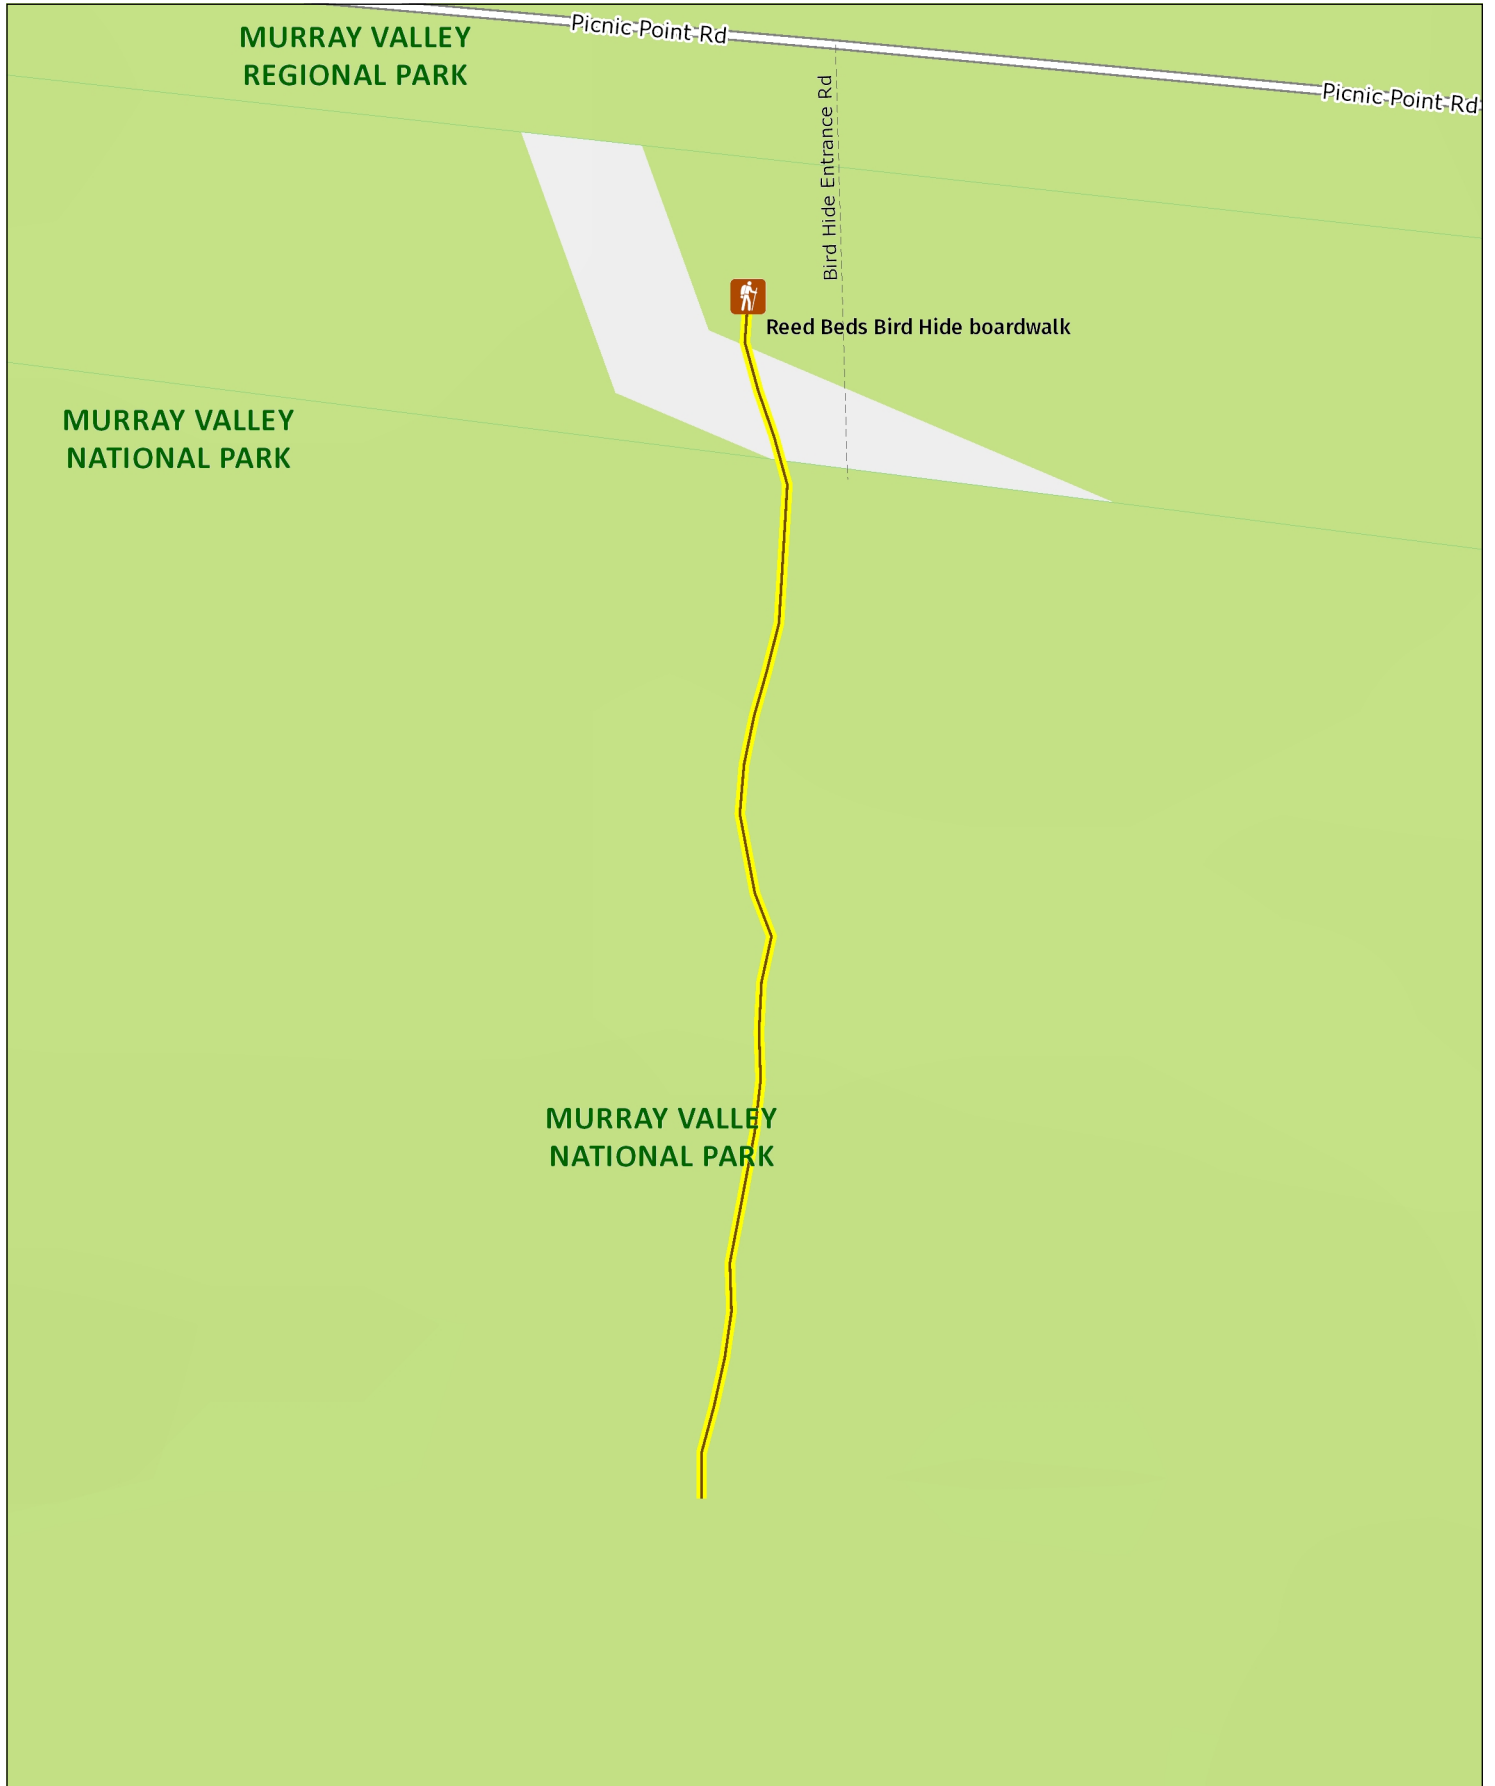 Picnic Point Rd
MURRAY VALLEY
REGIONAL PARK
Picnic Point Rd
Bird Hide Entrance Rd
Reed Beds Bird Hide boardwalk
MURRAY VALLEY
NATIONAL PARK
MURRAY VALLEY
NATIONAL PARK